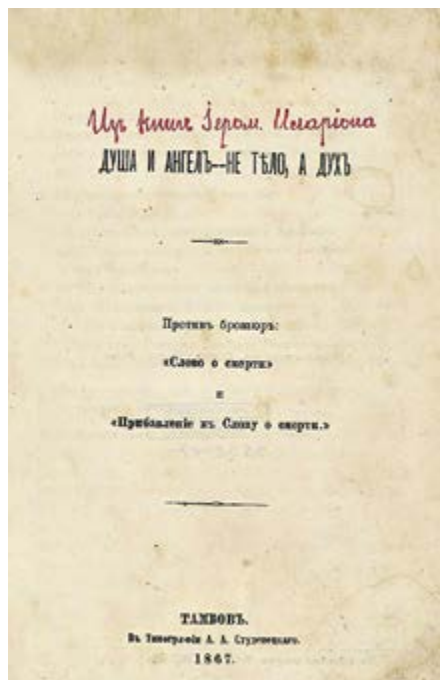 Изъ книгъ Іером. Иларіона
ДУША И АНГЕЛЪ—НЕ ТѢЛО, А ДУХЪ
Противъ брошюръ:
«Слово о смерти»
и
«Прибавленіе къ Слову о смерти.»
ТАМБОВЪ.
Въ Типографіи А. А. Студенецкаго.
1867.